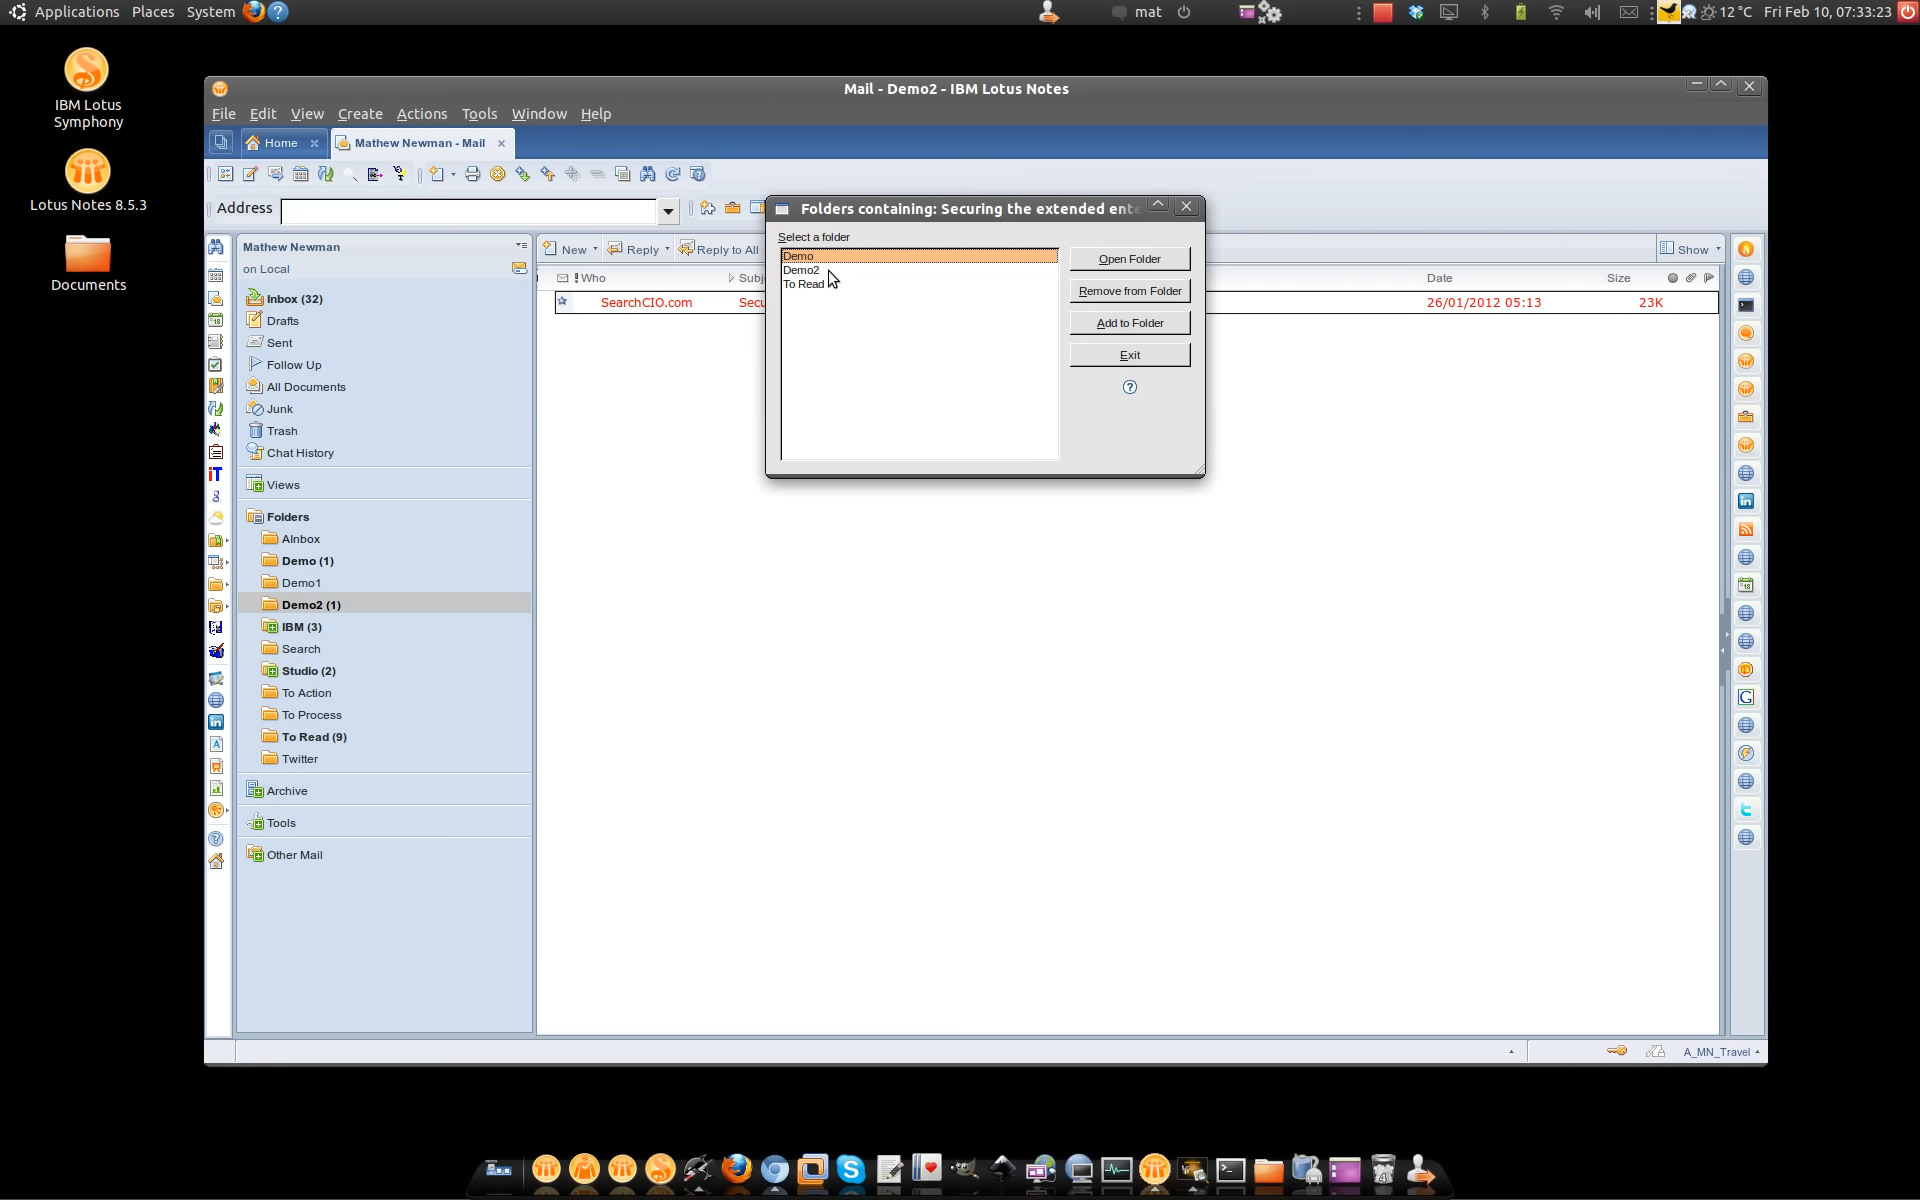 Applications Places System
mat
12 °C Fri Feb 10, 07:33:23
IBM Lotus
Symphony
Lotus Notes 8.5.3
Documents
Mail - Demo2 - IBM Lotus Notes
File Edit View Create Actions Tools Window Help
Home
Mathew Newman - Mail
Address
Mathew Newman
on Local
Inbox (32)
Drafts
Sent
Follow Up
All Documents
Junk
Trash
Chat History
Views
Folders
AInbox
Demo (1)
Demo1
Demo2 (1)
IBM (3)
Search
Studio (2)
To Action
To Process
To Read (9)
Twitter
Archive
Tools
Other Mail
New Reply Reply to All
Show
! Who Subj
Date Size
SearchCIO.com Secu
26/01/2012 05:13 23K
Folders containing: Securing the extended ente
Select a folder
Demo
Demo2
To Read
Open Folder
Remove from Folder
Add to Folder
Exit
?
A_MN_Travel